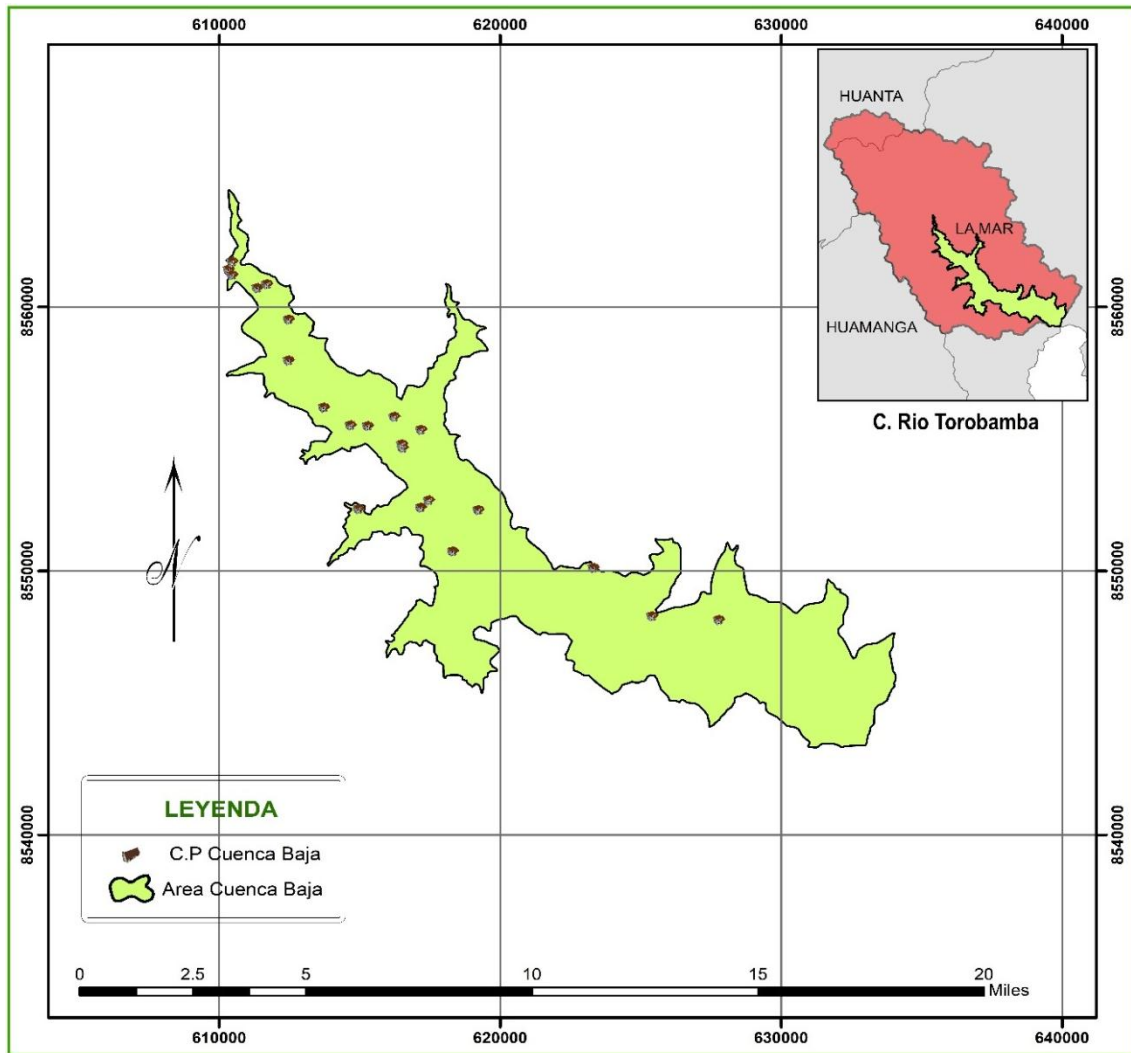 610000 620000 630000 640000
HUANTA
LA MAR
HUAMANGA
C. Rio Torobamba
8560000 8560000
N
8550000 8550000
8540000 8540000
LEYENDA
C.P Cuenca Baja
Area Cuenca Baja
0 2.5 5 10 15 20
Miles
610000 620000 630000 640000